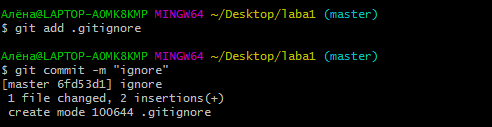 Алёна@LAPTOP-AOMK8KMP MINGW64 ~/Desktop/laba1 (master)
$ git add .gitignore
Алёна@LAPTOP-AOMK8KMP MINGW64 ~/Desktop/laba1 (master)
$ git commit -m "ignore"
[master 6fd53d1] ignore
1 file changed, 2 insertions(+)
create mode 100644 .gitignore